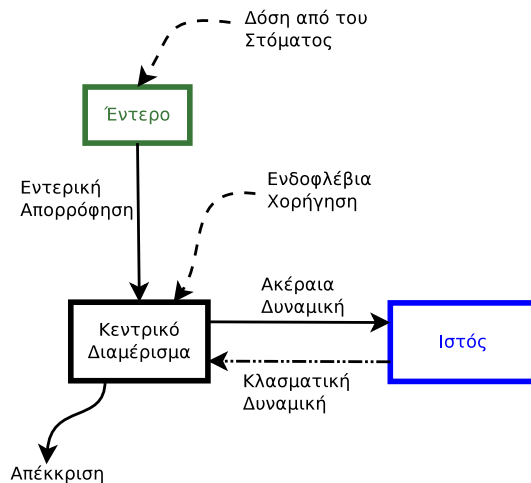 Δόση από του
Στόματος
Έντερο
Εντερική
Απορρόφηση
Ενδοφλέβια
Χορήγηση
Ακέραια
Δυναμική
Κεντρικό
Διαμέρισμα
Ιστός
Κλασματική
Δυναμική
Απέκκριση